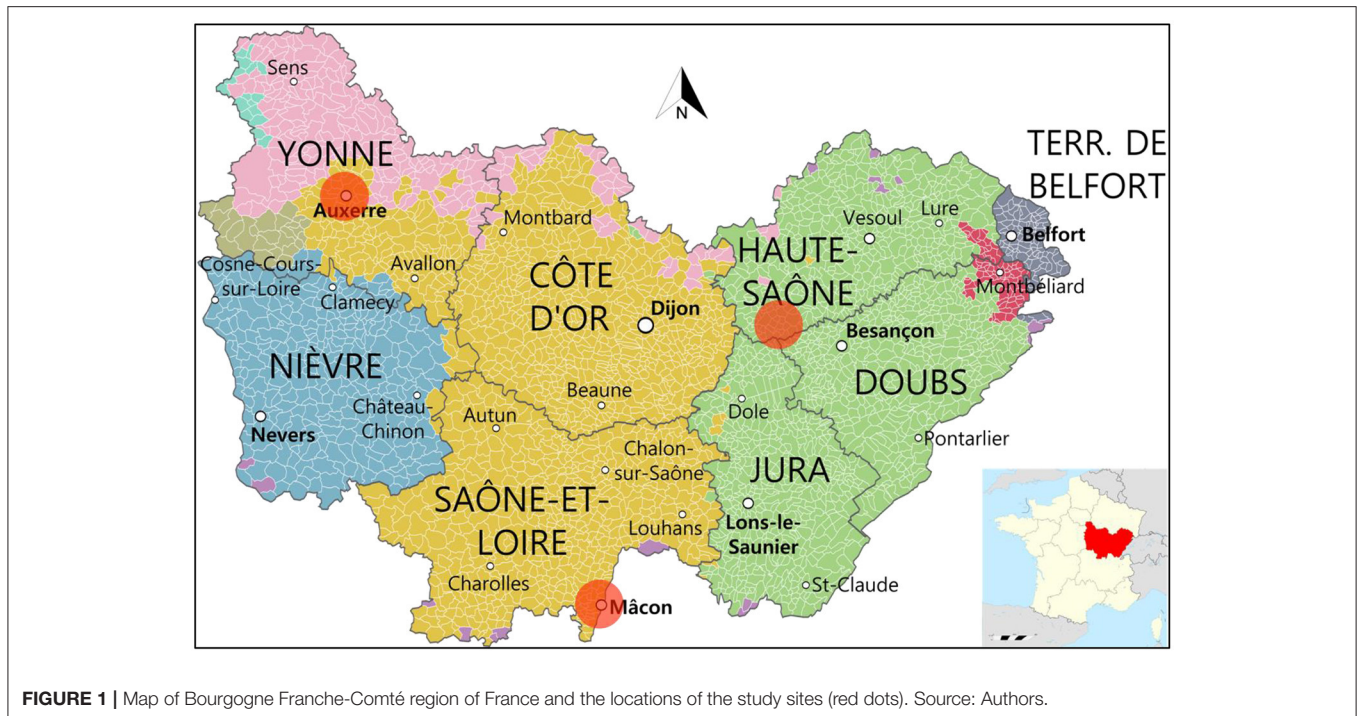 Sens
N
YONNE
TERR. DE
BELFORT
Auxerre
Montbard
Vesoul
Lure
Belfort
HAUTE-
SAÔNE
Cosne-Cours-
sur-Loire
Avallon
Clamecy
CÔTE
D'OR
Montbéliard
Dijon
Besançon
NIÈVRE
DOUBS
Château-
Chinon
Beaune
Dole
Nevers
Autun
Pontarlier
Chalon-
sur-Saône
JURA
SAÔNE-ET-
LOIRE
Louhans
Lons-le-
Saunier
Charolles
St-Claude
Mâcon
FIGURE 1 | Map of Bourgogne Franche-Comté region of France and the locations of the study sites (red dots). Source: Authors.